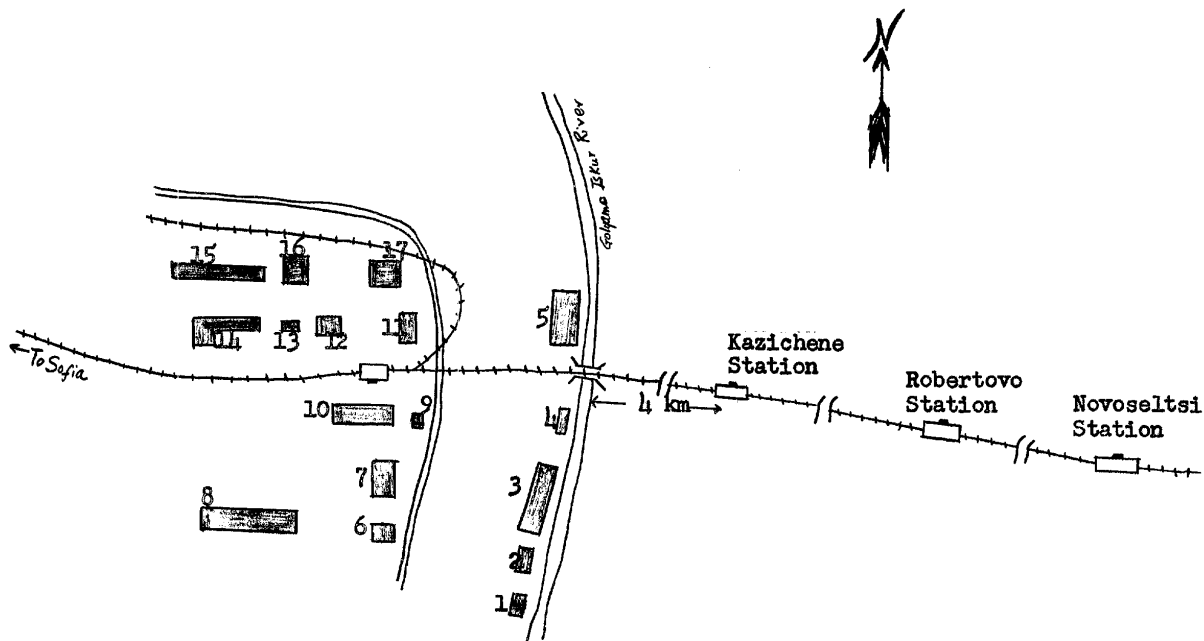 N
Golyamo Iskur River
15
16
17
5
14
13
12
11
← To Sofia
Kazichene
Station
Robertovo
Station
Novoseltsi
Station
← 4 km →
10
9
4
7
3
8
6
2
1